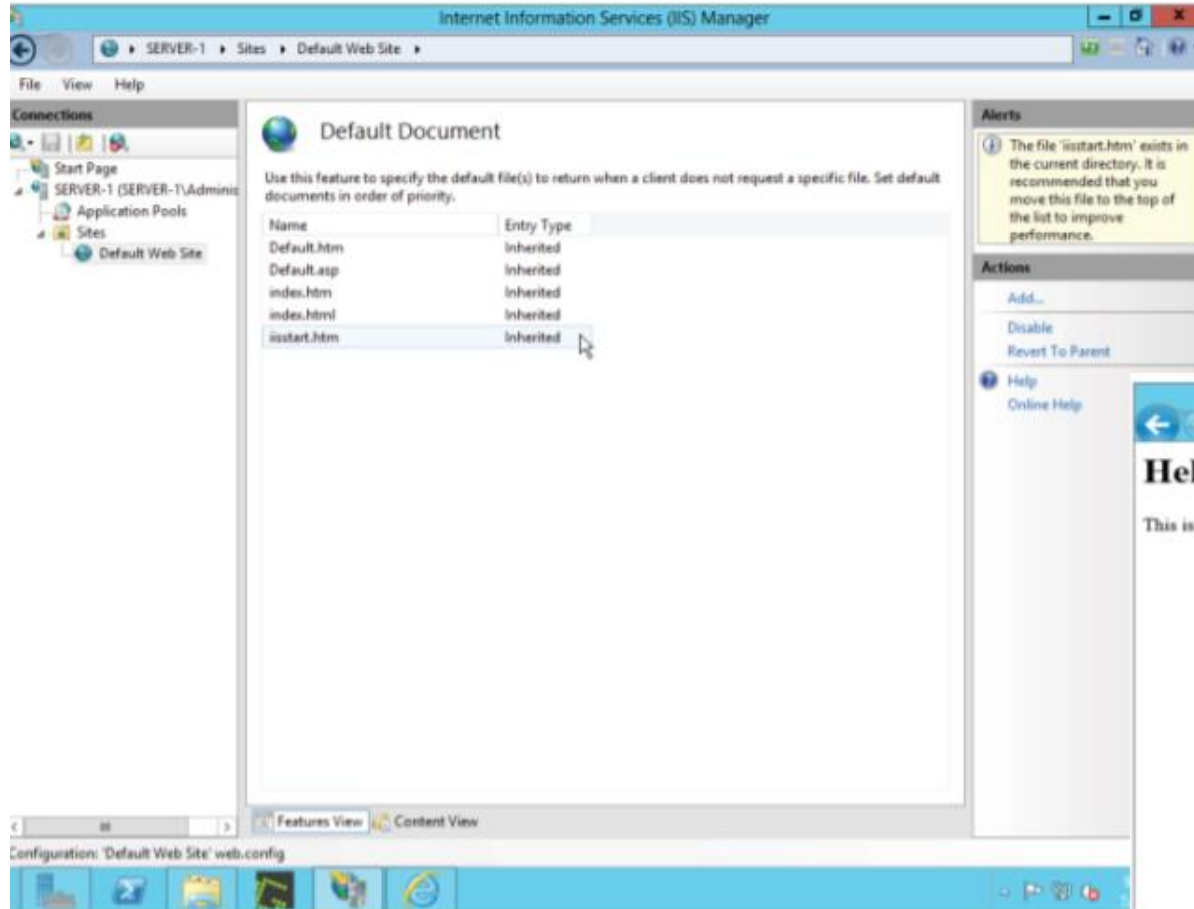 Internet Information Services (IIS) Manager
SERVER-1 Sites Default Web Site
File View Help
Connections
Start Page
SERVER-1 (SERVER-1\Adminis
Application Pools
Sites
Default Web Site
Default Document
Use this feature to specify the default file(s) to return when a client does not request a specific file. Set default
documents in order of priority.
Name Entry Type
Default.htm Inherited
Default.asp Inherited
index.htm Inherited
index.html Inherited
iisstart.htm Inherited
Features View Content View
Configuration: 'Default Web Site' web.config
Alerts
The file 'iisstart.htm' exists in
the current directory. It is
recommended that you
move this file to the top of
the list to improve
performance.
Actions
Add...
Disable
Revert To Parent
Help
Online Help
Hel
This is